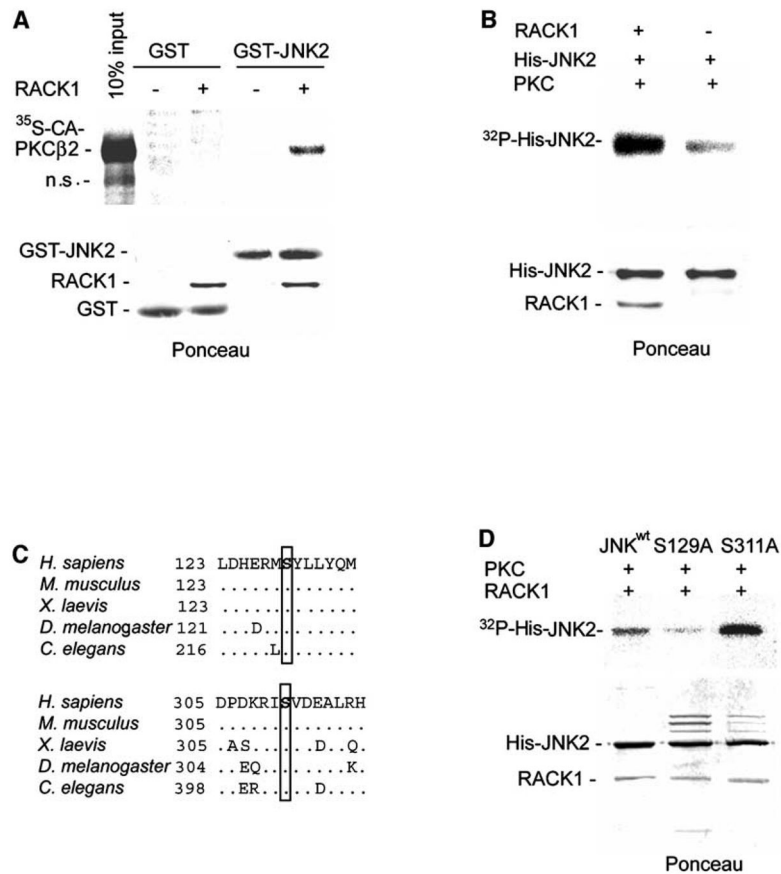 A
10% input
GST GST-JNK2
RACK1 - + - +
35S-CA-
PKCβ2 -
n.s. -
GST-JNK2 -
RACK1 -
GST -
Ponceau
B
RACK1 + -
His-JNK2 + +
PKC + +
32P-His-JNK2-
His-JNK2 -
RACK1 -
Ponceau
C
H. sapiens 123 LDHERMSYLLYQM
M. musculus 123 .............
X. laevis 123 .............
D. melanogaster 121 ...D.........
C. elegans 216 .....L.......
H. sapiens 305 DPDKRISVDEALRH
M. musculus 305 ..............
X. laevis 305 .AS......D..Q.
D. melanogaster 304 ..EQ........K.
C. elegans 398 ..ER.....D....
D
JNKwt S129A S311A
PKC + + +
RACK1 + + +
32P-His-JNK2-
His-JNK2 -
RACK1 -
Ponceau